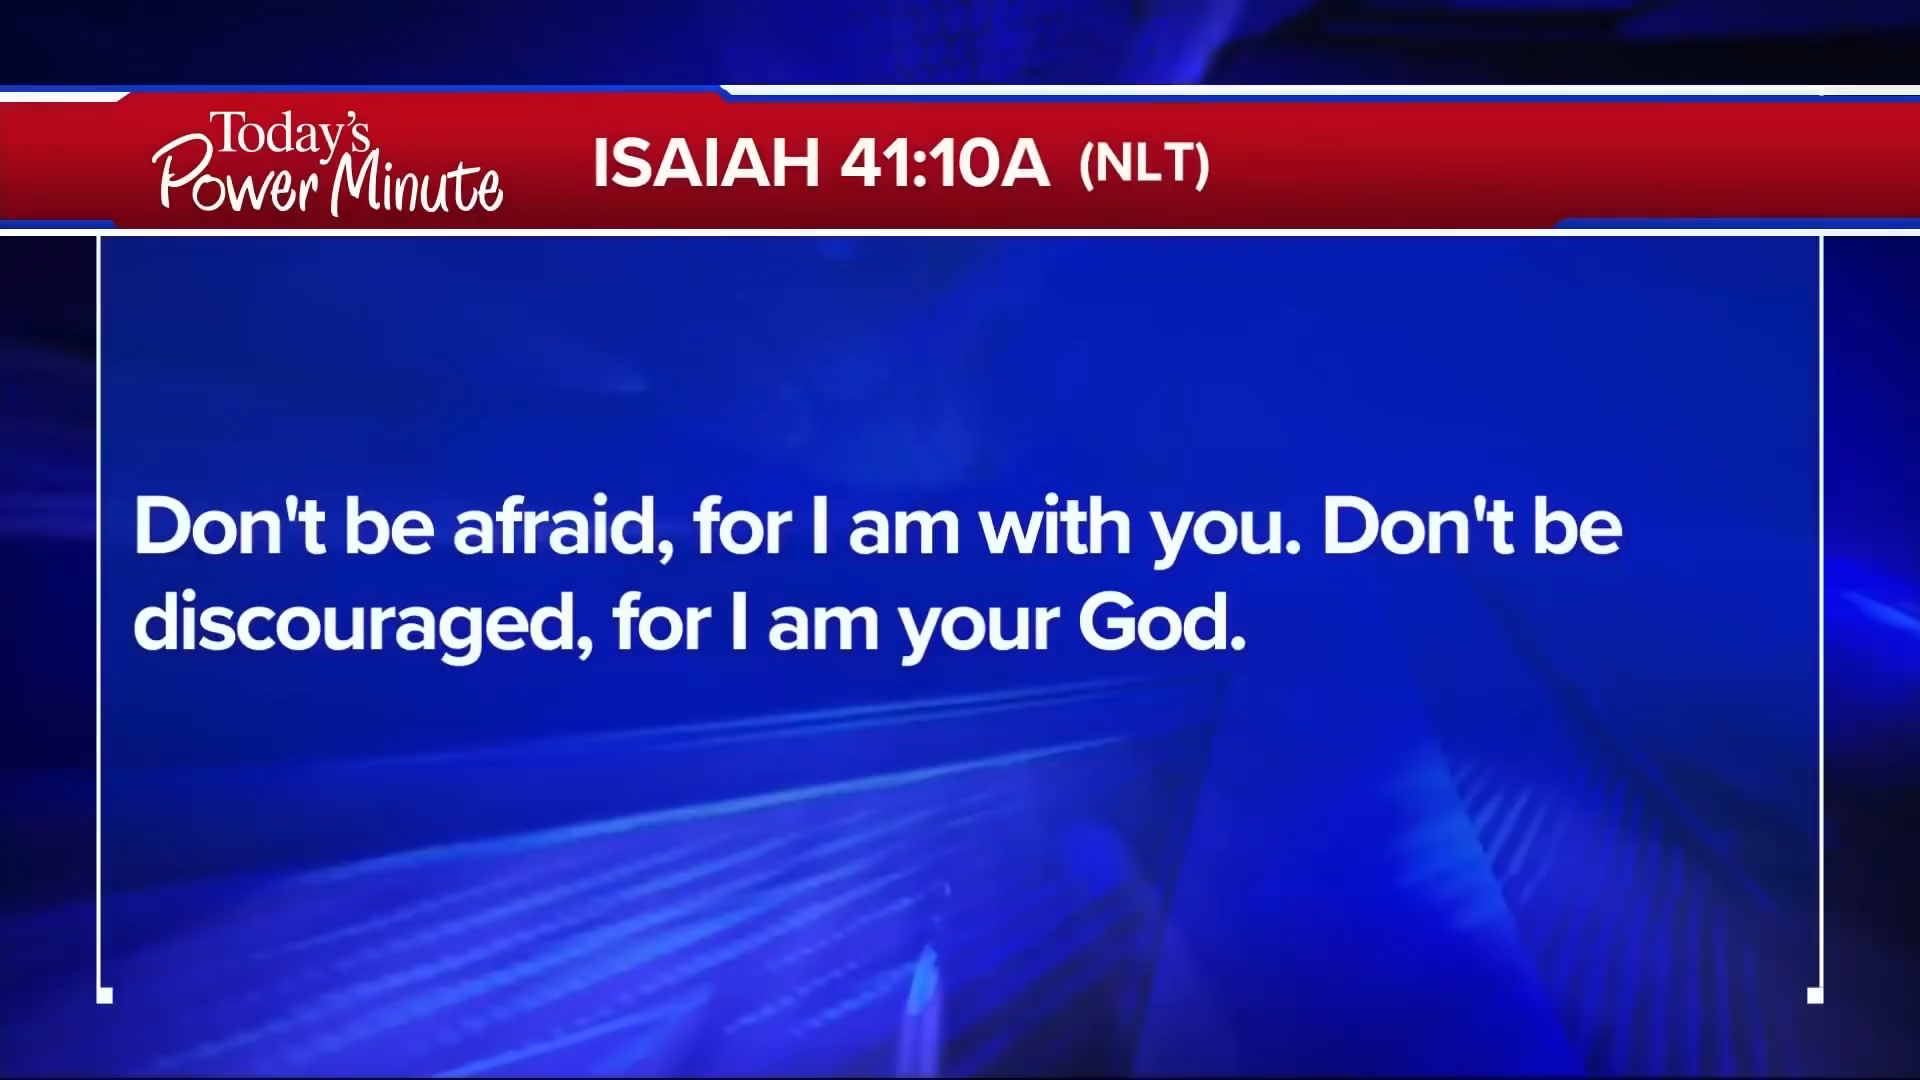 Today's
Power Minute
ISAIAH 41:10A (NLT)
Don't be afraid, for I am with you. Don't be
discouraged, for I am your God.